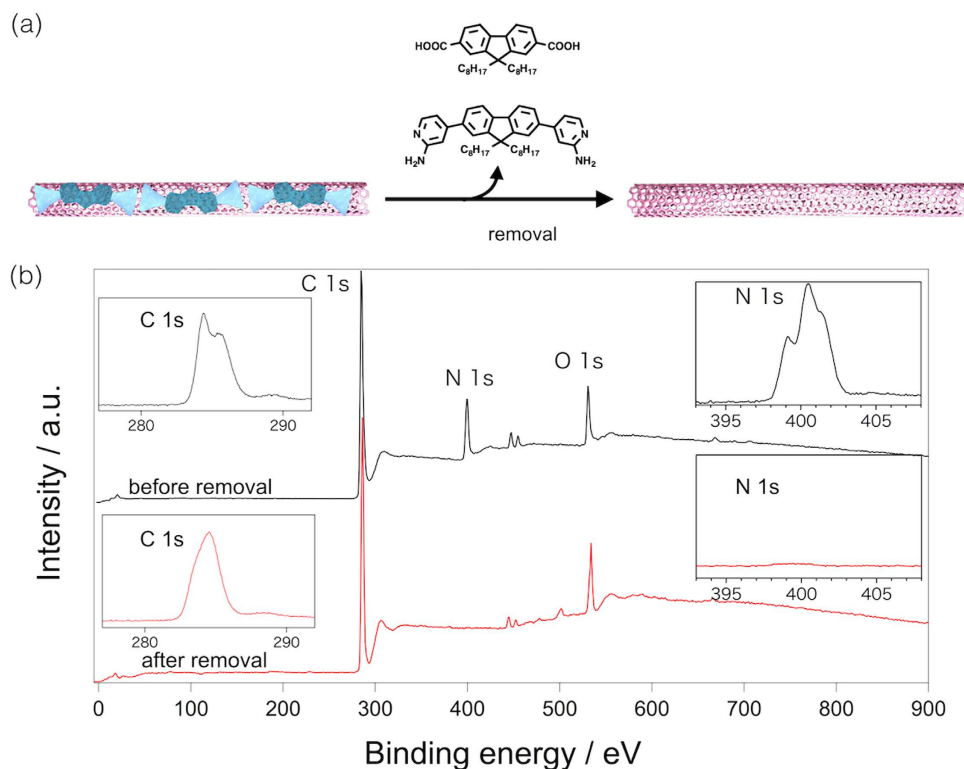 (a)
HOOC COOH
C₈H₁₇ C₈H₁₇
N N
C₈H₁₇ C₈H₁₇
H₂N NH₂
removal
(b)
C 1s
C 1s
N 1s
N 1s
O 1s
280 290
395 400 405
before removal
C 1s
N 1s
280 290
395 400 405
after removal
Intensity / a.u.
0 100 200 300 400 500 600 700 800 900
Binding energy / eV